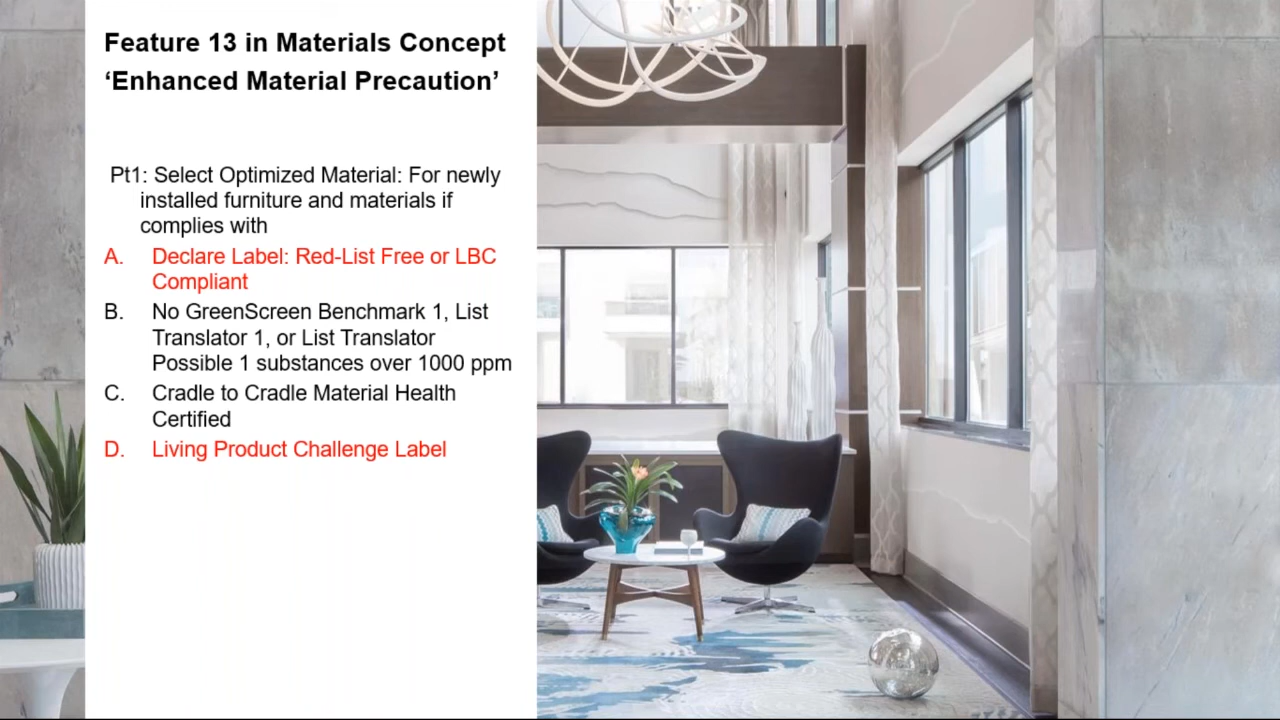 Feature 13 in Materials Concept
‘Enhanced Material Precaution’
Pt1: Select Optimized Material: For newly
installed furniture and materials if
complies with
A. Declare Label: Red-List Free or LBC
Compliant
B. No GreenScreen Benchmark 1, List
Translator 1, or List Translator
Possible 1 substances over 1000 ppm
C. Cradle to Cradle Material Health
Certified
D. Living Product Challenge Label